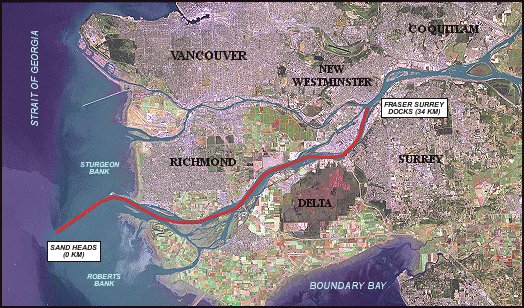 STRAIT OF GEORGIA
VANCOUVER
COQUITLAM
NEW
WESTMINSTER
FRASER SURREY
DOCKS (34 KM)
STURGEON
BANK
RICHMOND
SURREY
DELTA
SAND HEADS
(0 KM)
ROBERTS
BANK
BOUNDARY BAY